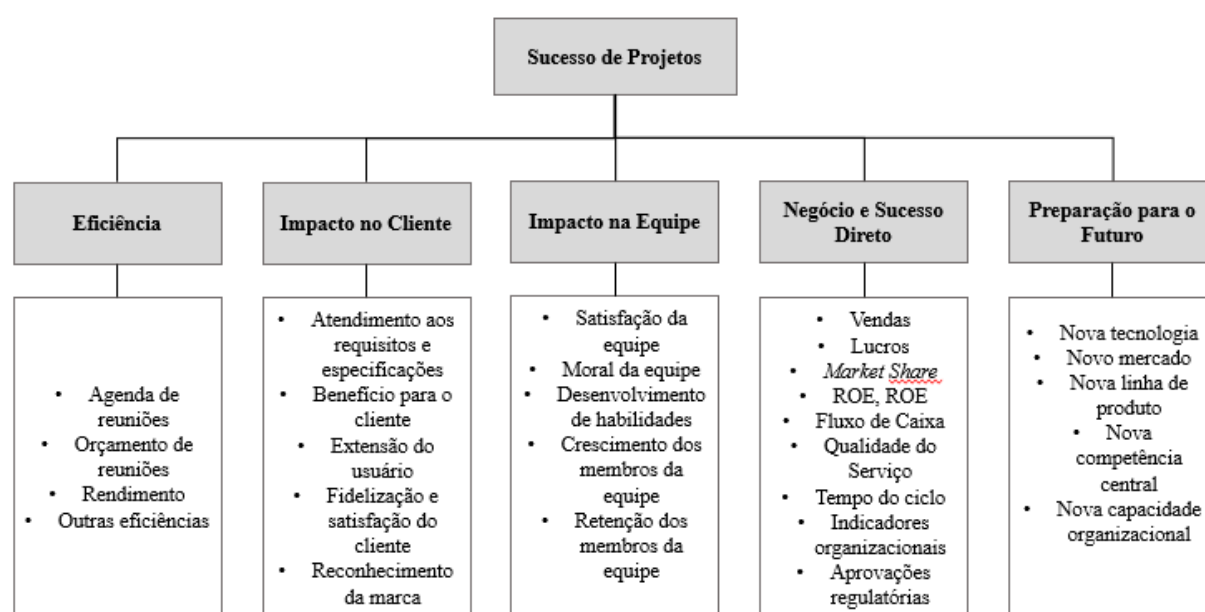 Sucesso de Projetos
Eficiência
• Agenda de
reuniões
• Orçamento de
reuniões
• Rendimento
• Outras eficiências
Impacto no Cliente
• Atendimento aos
requisitos e
especificações
• Benefício para o
cliente
• Extensão do
usuário
• Fidelização e
satisfação do
cliente
• Reconhecimento
da marca
Impacto na Equipe
• Satisfação da
equipe
• Moral da equipe
• Desenvolvimento
de habilidades
• Crescimento dos
membros da
equipe
• Retenção dos
membros da
equipe
Negócio e Sucesso
Direto
• Vendas
• Lucros
• Market Share
• ROE, ROE
• Fluxo de Caixa
• Qualidade do
Serviço
• Tempo do ciclo
• Indicadores
organizacionais
• Aprovações
regulatórias
Preparação para o
Futuro
• Nova tecnologia
• Novo mercado
• Nova linha de
produto
• Nova
competência
central
• Nova capacidade
organizacional